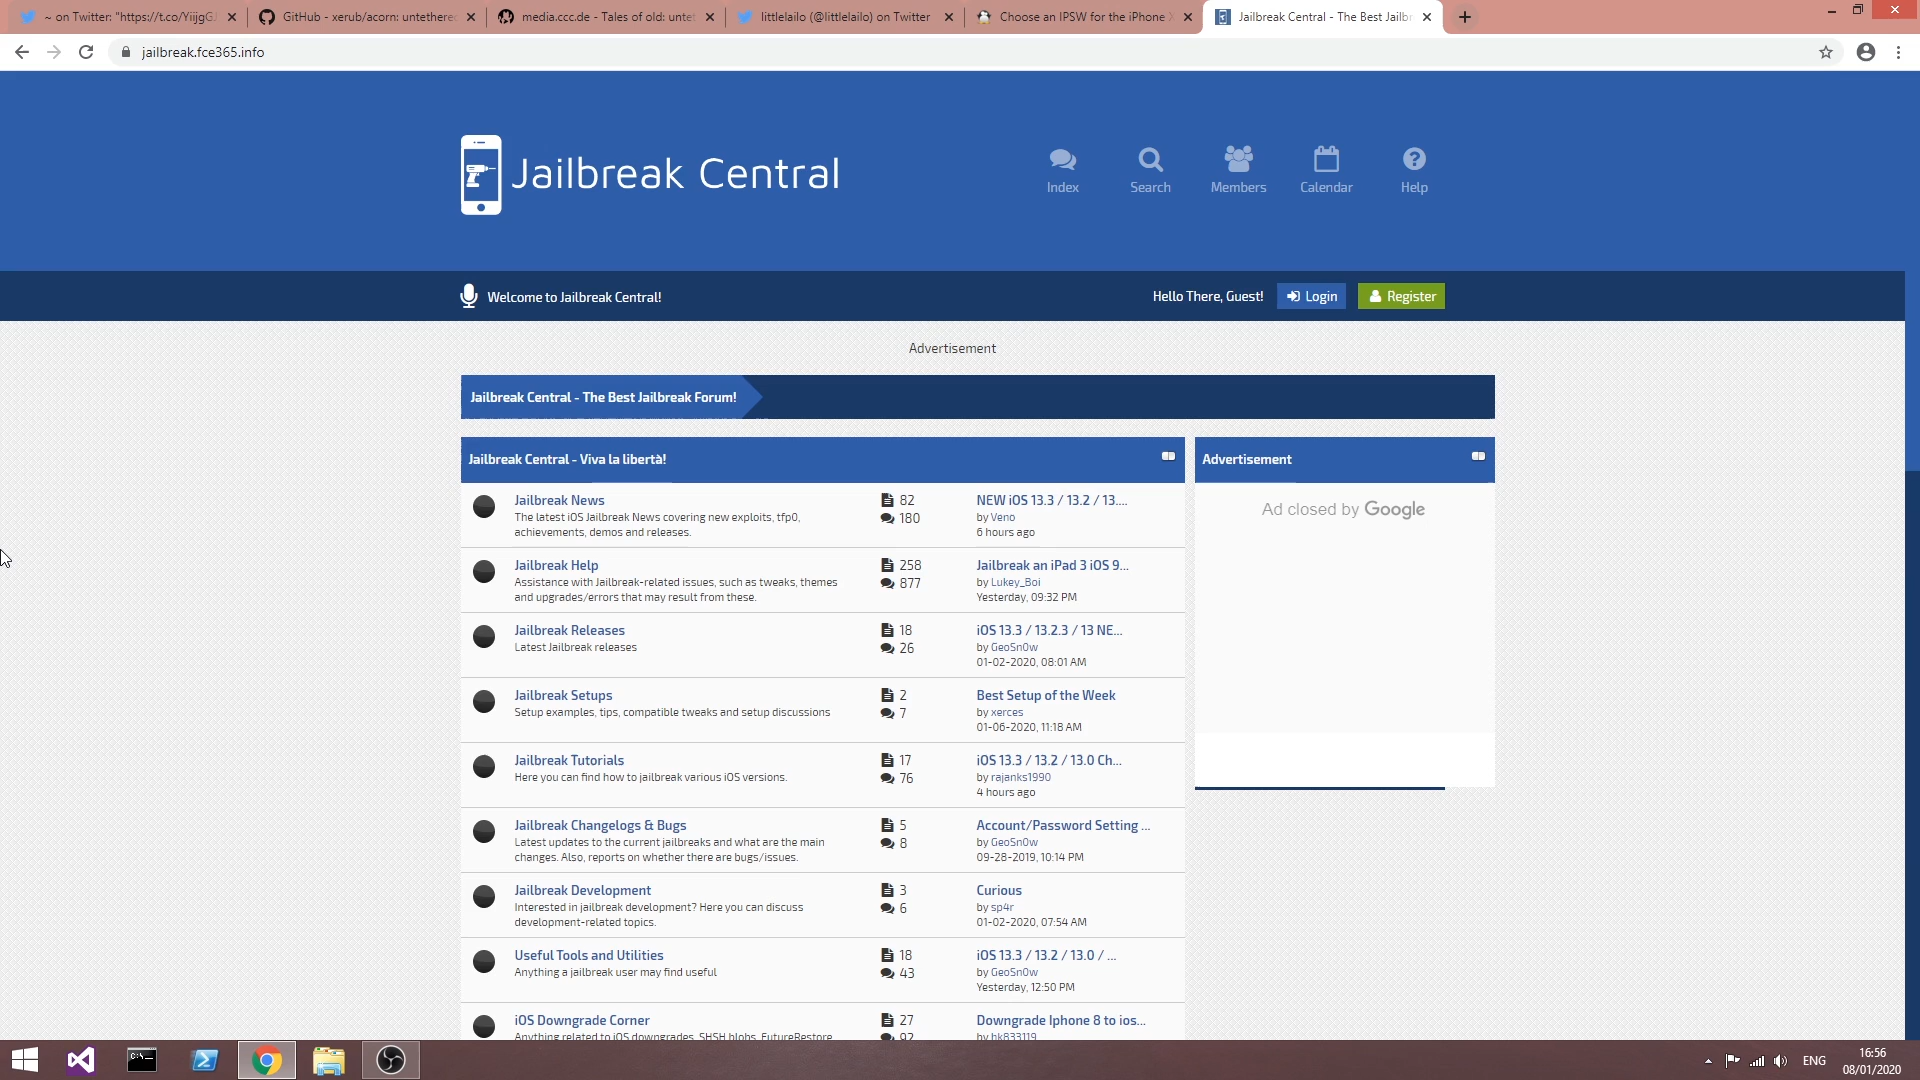 ~ on Twitter: "https://t.co/YiijgGJ
GitHub - xerub/acorn: untethered
media.ccc.de - Tales of old: untet
littlelailo (@littlelailo) on Twitter
Choose an IPSW for the iPhone X
Jailbreak Central - The Best Jailbr
jailbreak.fce365.info
Jailbreak Central
Index
Search
Members
Calendar
Help
Welcome to Jailbreak Central!
Hello There, Guest!
Login
Register
Advertisement
Jailbreak Central - The Best Jailbreak Forum!
Jailbreak Central - Viva la libertà!
Advertisement
Ad closed by Google
Jailbreak News
The latest iOS Jailbreak News covering new exploits, tfp0,
achievements, demos and releases.
82
180
NEW iOS 13.3 / 13.2 / 13....
by Veno
6 hours ago
Jailbreak Help
Assistance with Jailbreak-related issues, such as tweaks, themes
and upgrades/errors that may result from these.
258
877
Jailbreak an iPad 3 iOS 9...
by Lukey_Boi
Yesterday, 09:32 PM
Jailbreak Releases
Latest Jailbreak releases
18
26
iOS 13.3 / 13.2.3 / 13 NE...
by GeoSn0w
01-02-2020, 08:01 AM
Jailbreak Setups
Setup examples, tips, compatible tweaks and setup discussions
2
7
Best Setup of the Week
by xerces
01-06-2020, 11:18 AM
Jailbreak Tutorials
Here you can find how to jailbreak various iOS versions.
17
76
iOS 13.3 / 13.2 / 13.0 Ch...
by rajanks1990
4 hours ago
Jailbreak Changelogs & Bugs
Latest updates to the current jailbreaks and what are the main
changes. Also, reports on whether there are bugs/issues.
5
8
Account/Password Setting ...
by GeoSn0w
09-28-2019, 10:14 PM
Jailbreak Development
Interested in jailbreak development? Here you can discuss
development-related topics.
3
6
Curious
by sp4r
01-02-2020, 07:54 AM
Useful Tools and Utilities
Anything a jailbreak user may find useful
18
43
iOS 13.3 / 13.2 / 13.0 / ...
by GeoSn0w
Yesterday, 12:50 PM
iOS Downgrade Corner
Anything related to iOS downgrades, SHSH blobs, FutureRestore
27
92
Downgrade Iphone 8 to ios...
by hk833119
ENG
16:56
08/01/2020